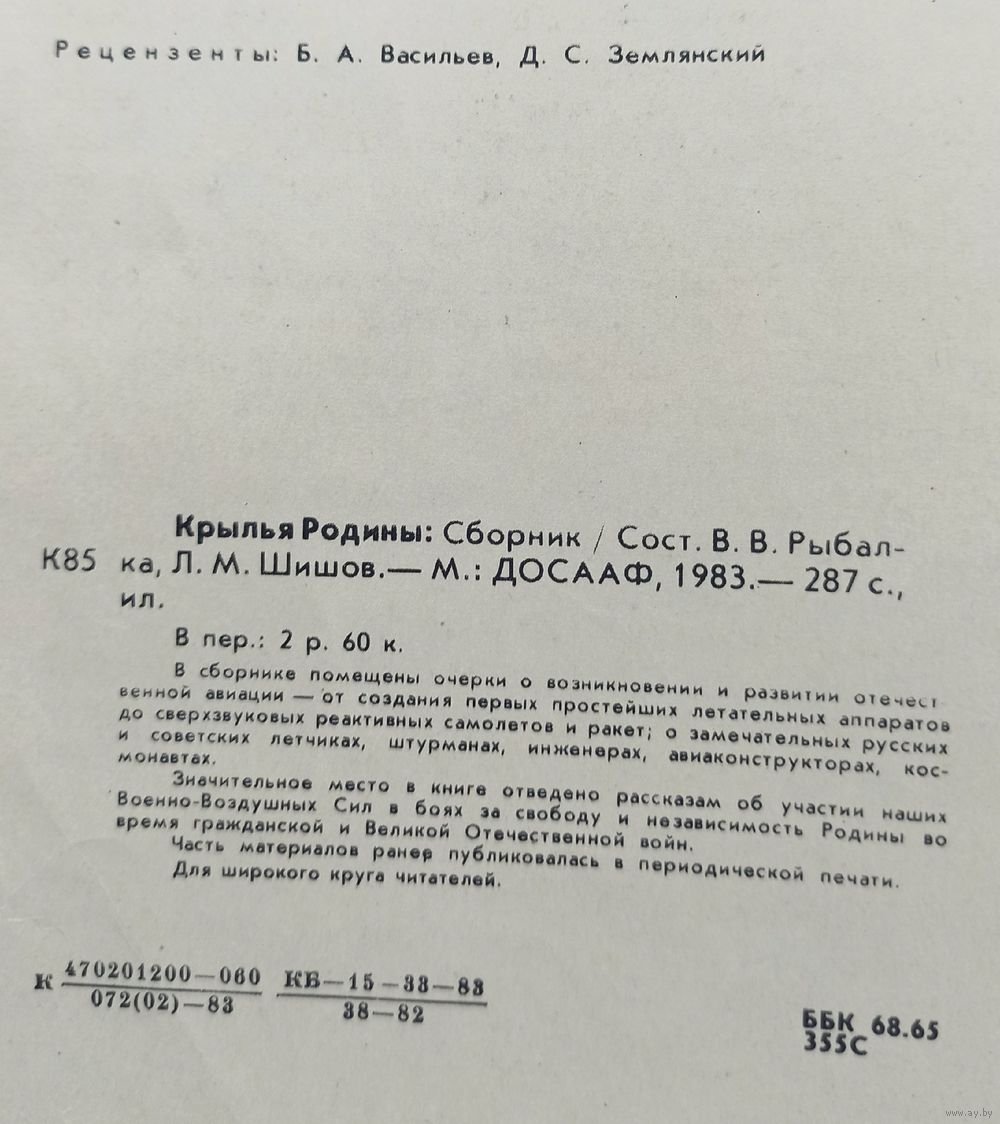 Рецензенты: Б. А. Васильев, Д. С. Землянский
Крылья Родины: Сборник / Сост. В. В. Рыбал-
К85 ка, Л. М. Шишов.— М.: ДОСААФ, 1983.— 287 с.,
ил.
В пер.: 2 р. 60 к.
В сборнике помещены очерки о возникновении и развитии отечест
венной авиации — от создания первых простейших летательных аппаратов
до сверхзвуковых реактивных самолетов и ракет; о замечательных русских
и советских летчиках, штурманах, инженерах, авиаконструкторах, кос-
монавтах.
Значительное место в книге отведено рассказам об участии наших
Военно-Воздушных Сил в боях за свободу и независимость Родины во
время гражданской и Великой Отечественной войн.
Часть материалов ранее публиковалась в периодической печати.
Для широкого круга читателей.
К 470201200—060 КБ—15—33—83
072(02)—83 38—82
ББК 68.65
355С
www.ay.by